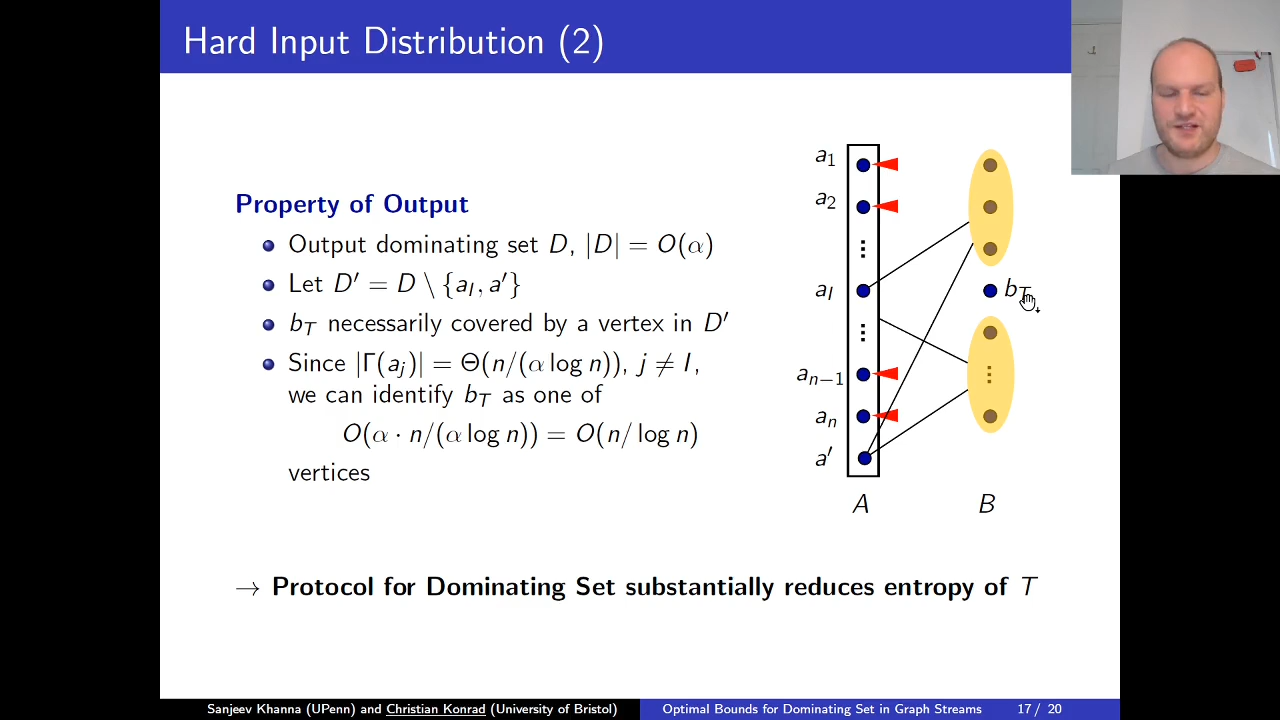 Hard Input Distribution (2)
Property of Output
Output dominating set D, |D| = O(α)
Let D′ = D \ {a_I, a′}
b_T necessarily covered by a vertex in D′
Since |Γ(a_j)| = Θ(n/(α log n)), j ≠ I,
we can identify b_T as one of
O(α · n/(α log n)) = O(n/ log n)
vertices
a_1
a_2
⋮
a_I
b_T
⋮
⋮
a_{n−1}
a_n
a′
A
B
→ Protocol for Dominating Set substantially reduces entropy of T
Sanjeev Khanna (UPenn) and Christian Konrad (University of Bristol)
Optimal Bounds for Dominating Set in Graph Streams
17 / 20